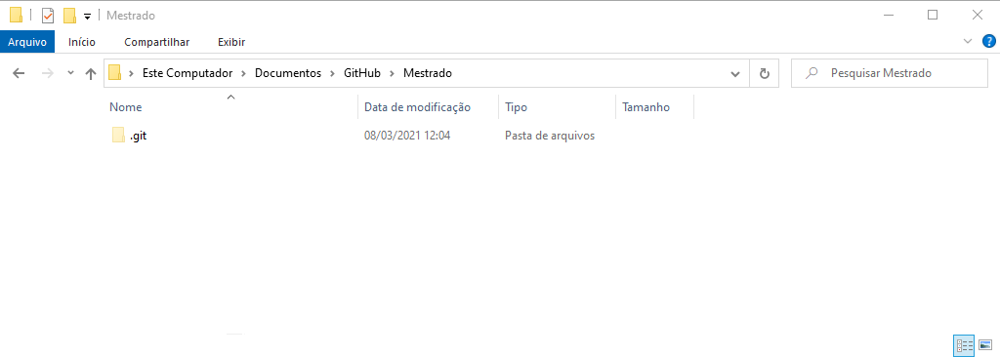 Mestrado
Arquivo Início Compartilhar Exibir
Este Computador Documentos GitHub Mestrado Pesquisar Mestrado
Nome Data de modificação Tipo Tamanho
.git 08/03/2021 12:04 Pasta de arquivos